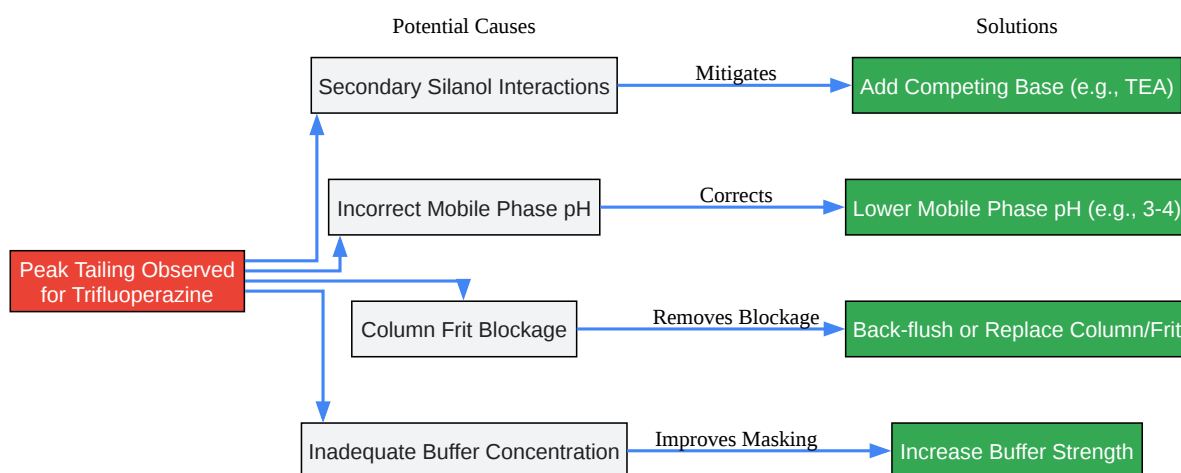 Potential Causes
Solutions
Secondary Silanol Interactions
Mitigates
Add Competing Base (e.g., TEA)
Incorrect Mobile Phase pH
Corrects
Lower Mobile Phase pH (e.g., 3-4)
Peak Tailing Observed
for Trifluoperazine
Column Frit Blockage
Removes Blockage
Back-flush or Replace Column/Frit
Inadequate Buffer Concentration
Improves Masking
Increase Buffer Strength